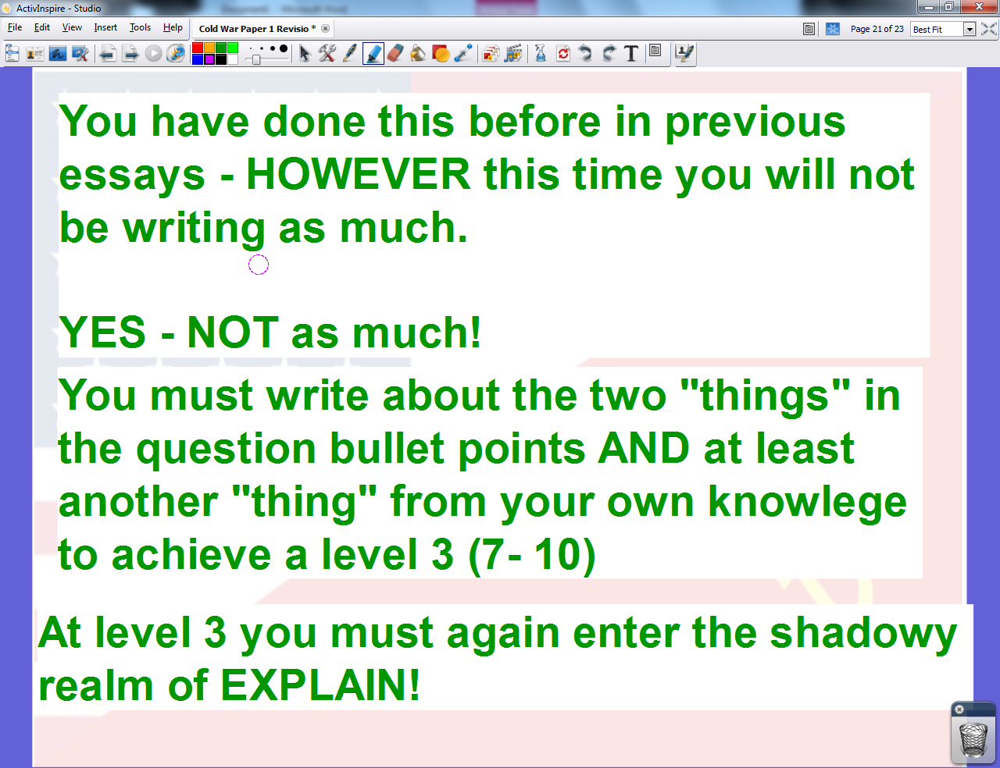 ActivInspire - Studio
File Edit View Insert Tools Help
Cold War Paper 1 Revisio *
Page 21 of 23
Best Fit
You have done this before in previous
essays - HOWEVER this time you will not
be writing as much.
YES - NOT as much!
You must write about the two "things" in
the question bullet points AND at least
another "thing" from your own knowlege
to achieve a level 3 (7- 10)
At level 3 you must again enter the shadowy
realm of EXPLAIN!